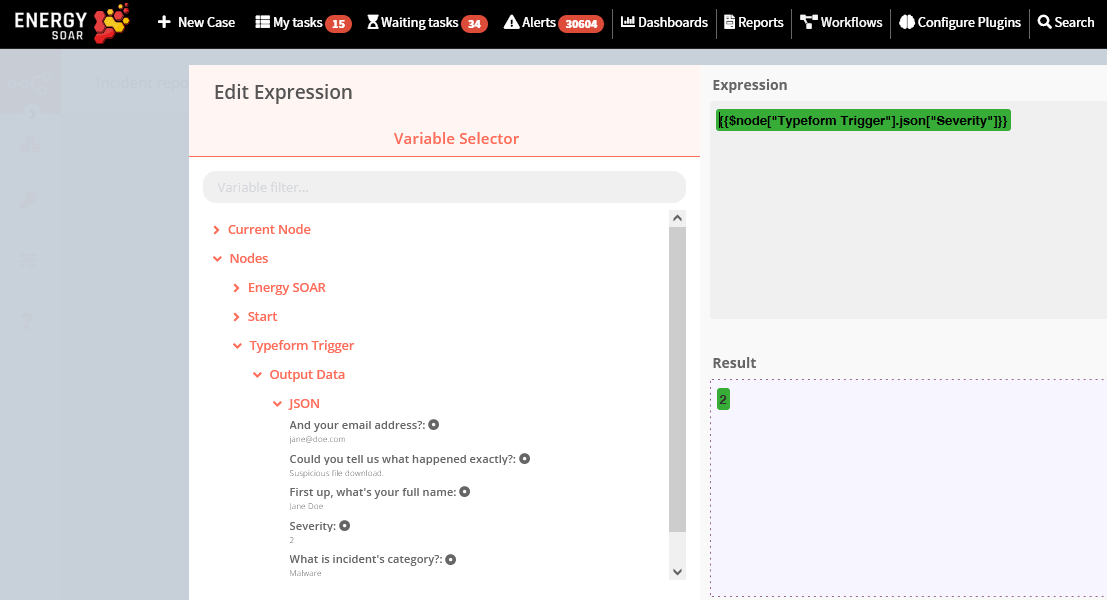 ENERGY
SOAR
New Case
My tasks 15
Waiting tasks 34
Alerts 30604
Dashboards
Reports
Workflows
Configure Plugins
Search
Incident repo
Edit Expression
Variable Selector
Variable filter...
Current Node
Nodes
Energy SOAR
Start
Typeform Trigger
Output Data
JSON
And your email address?:
jane@doe.com
Could you tell us what happened exactly?:
Suspicious file download.
First up, what's your full name:
Jane Doe
Severity:
2
What is incident's category?:
Malware
Expression
{{$node["Typeform Trigger"].json["Severity"]}}
Result
2